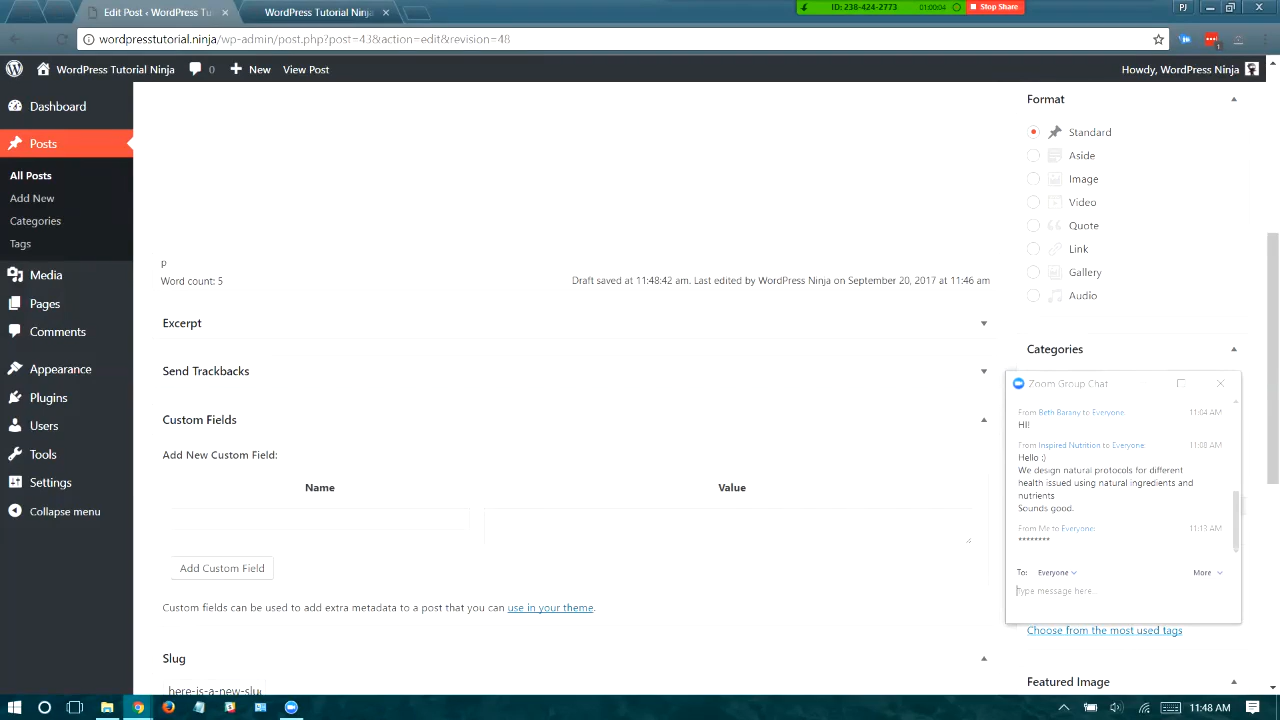 Edit Post ‹ WordPress Tu
WordPress Tutorial Ninja
ID: 238-424-2773
01:00:04
Stop Share
PJ
wordpresstutorial.ninja/wp-admin/post.php?post=43&action=edit&revision=48
1
WordPress Tutorial Ninja
0
New
View Post
Howdy, WordPress Ninja
Dashboard
Posts
All Posts
Add New
Categories
Tags
Media
Pages
Comments
Appearance
Plugins
Users
Tools
Settings
Collapse menu
p
Word count: 5
Draft saved at 11:48:42 am. Last edited by WordPress Ninja on September 20, 2017 at 11:46 am
Excerpt
Send Trackbacks
Custom Fields
Add New Custom Field:
Name
Value
Add Custom Field
Custom fields can be used to add extra metadata to a post that you can use in your theme.
Slug
here-is-a-new-slug
Format
Standard
Aside
Image
Video
Quote
Link
Gallery
Audio
Categories
Zoom Group Chat
From Beth Barany to Everyone: 11:04 AM
HI!
From Inspired Nutrition to Everyone: 11:08 AM
Hello :)
We design natural protocols for different
health issued using natural ingredients and
nutrients
Sounds good.
From Me to Everyone: 11:13 AM
********
To: Everyone
More
Type message here...
Choose from the most used tags
Featured Image
11:48 AM